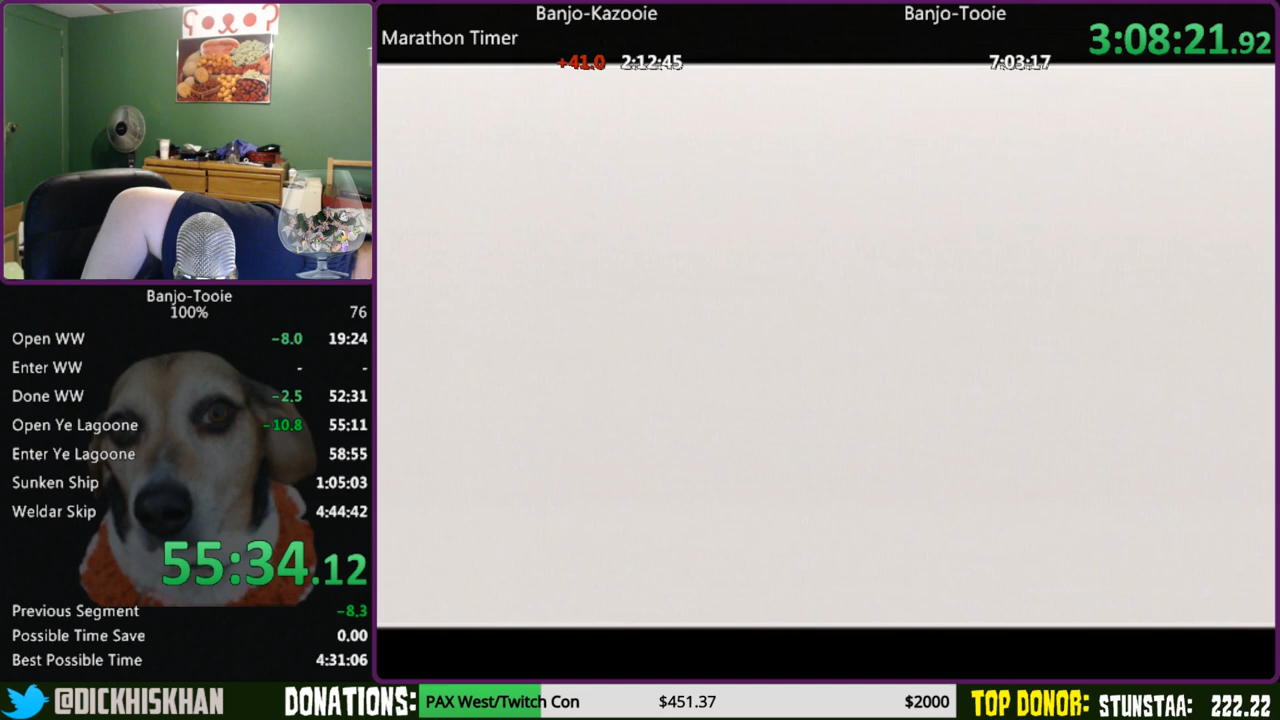 Banjo-Kazooie Banjo-Tooie
Marathon Timer 3:08:21.92
+41.0 2:12:45 7:03:17
Banjo-Tooie
100% 76
Open WW -8.0 19:24
Enter WW - -
Done WW -2.5 52:31
Open Ye Lagoone -10.8 55:11
Enter Ye Lagoone 58:55
Sunken Ship 1:05:03
Weldar Skip 4:44:42
55:34.12
Previous Segment -8.3
Possible Time Save 0.00
Best Possible Time 4:31:06
@DICKHISKHAN DONATIONS: PAX West/Twitch Con $451.37 $2000 TOP DONOR: STUNSTAA: 222.22